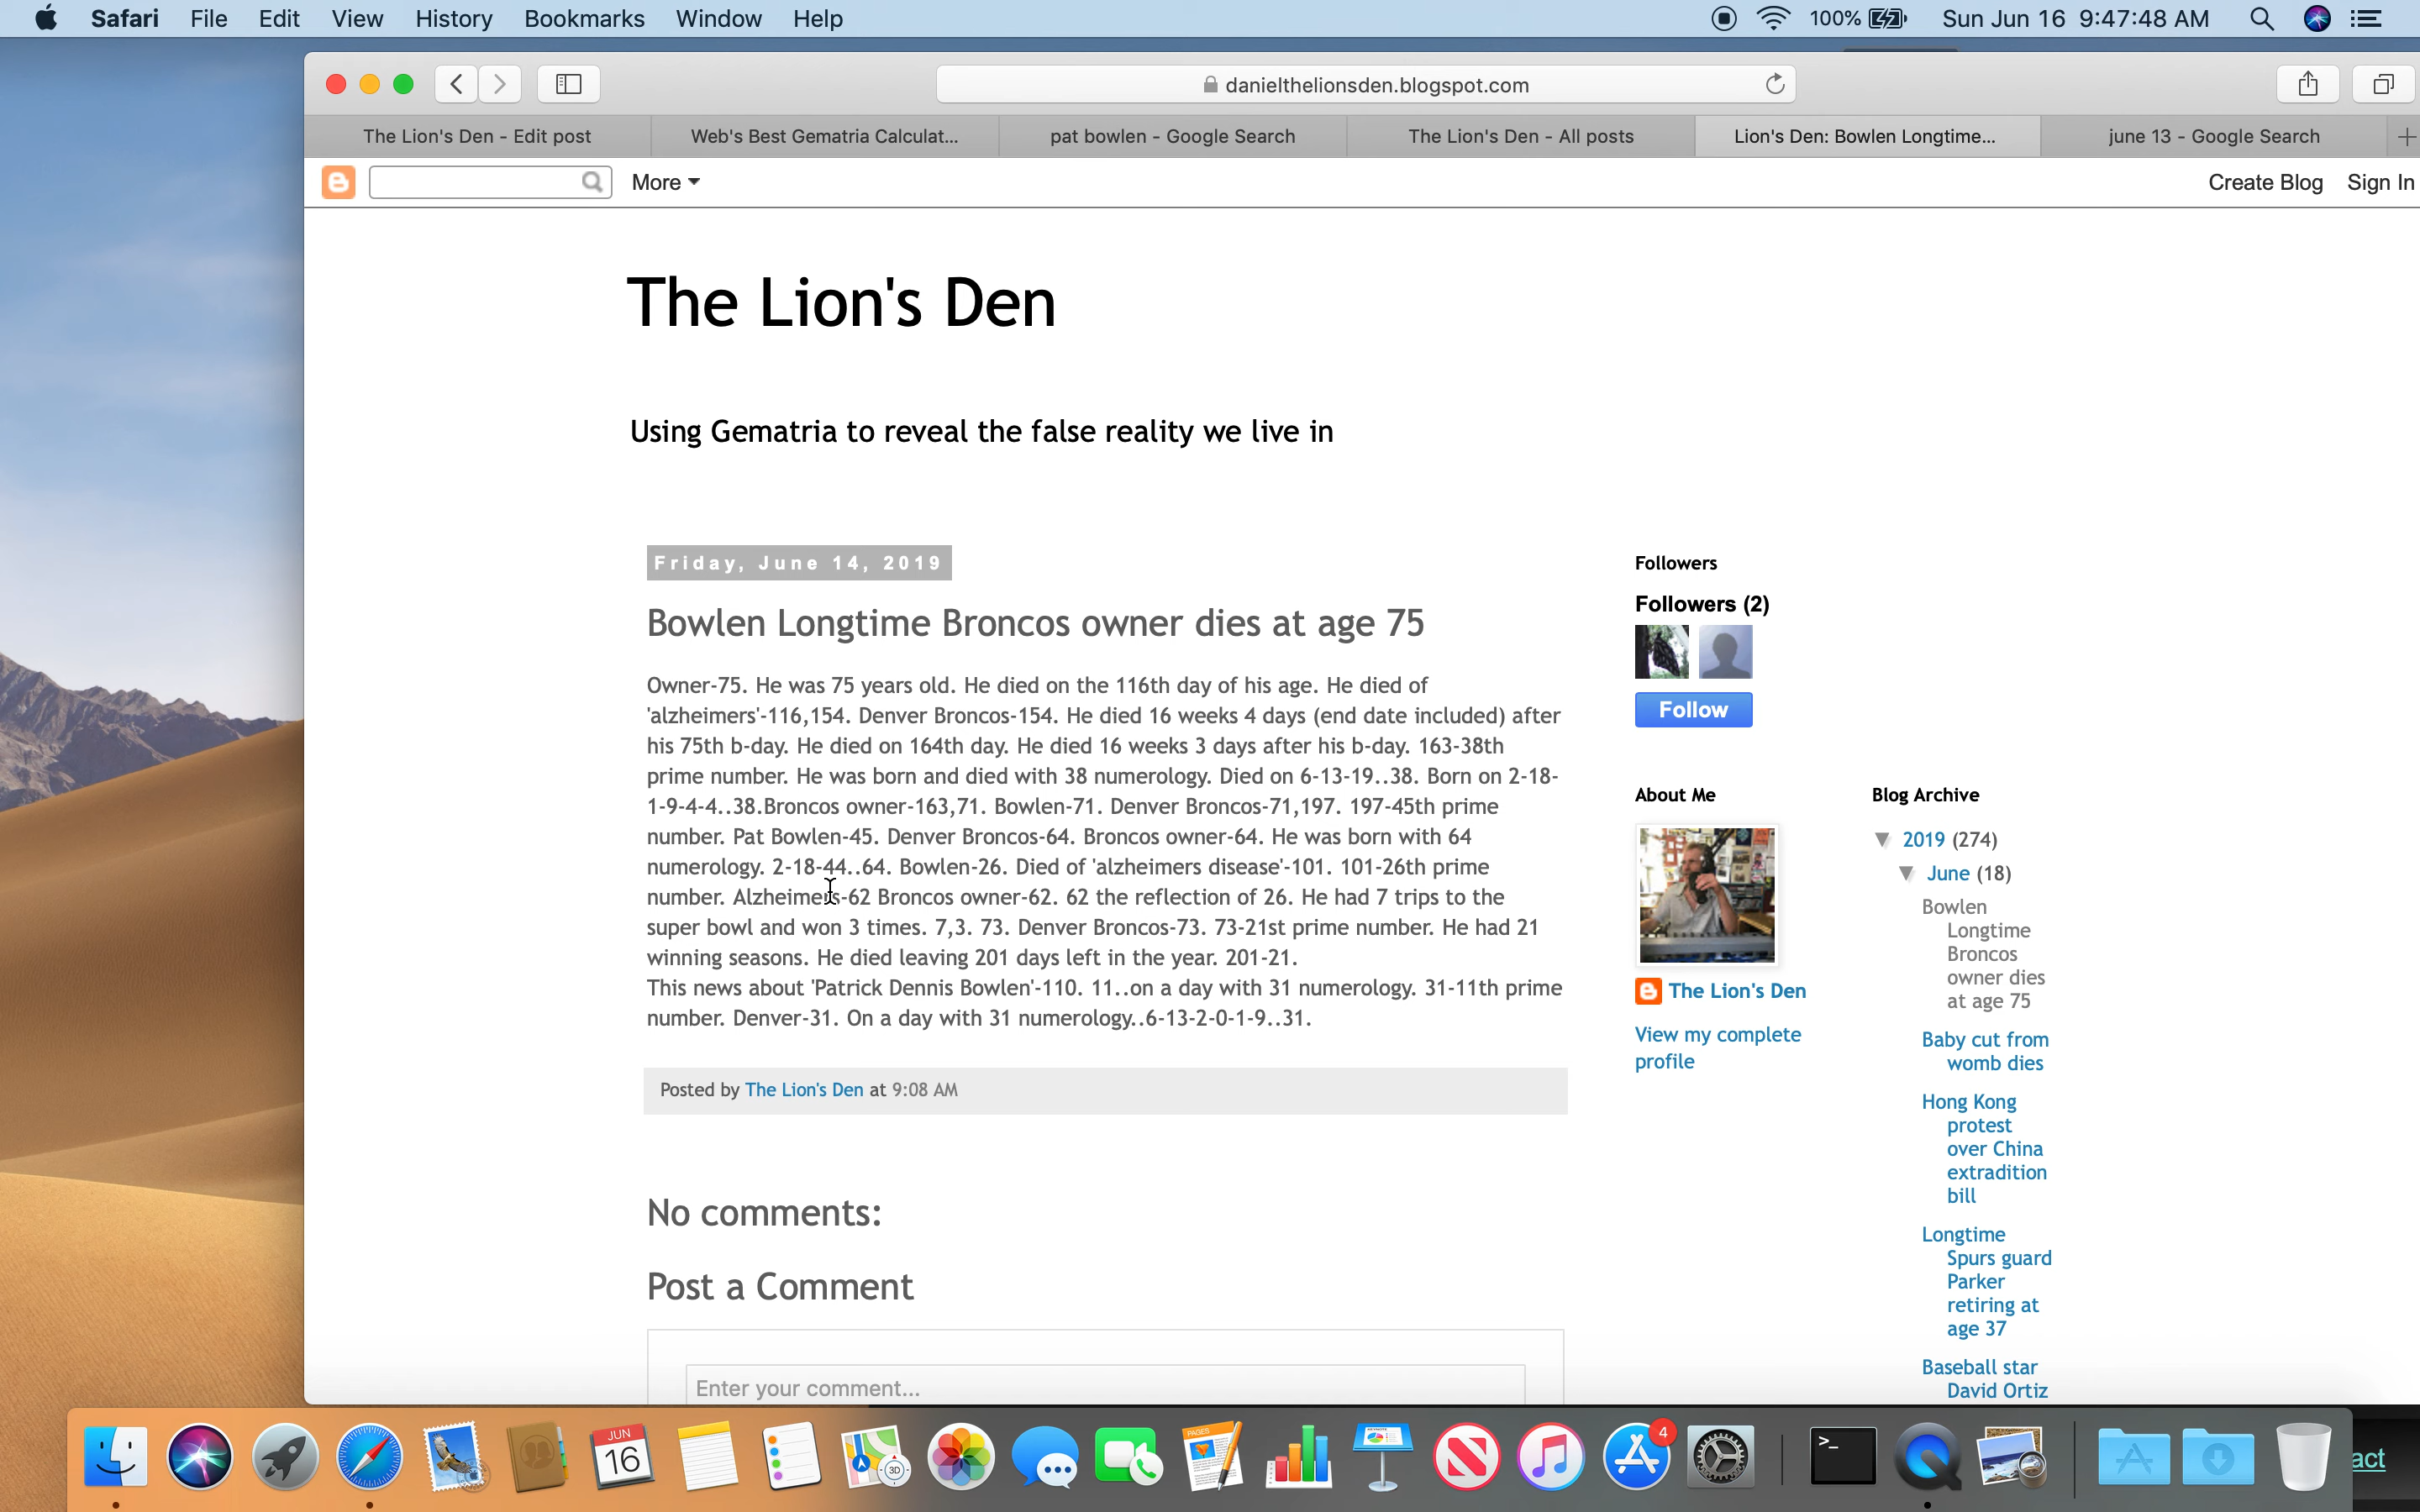 Safari File Edit View History Bookmarks Window Help 100% Sun Jun 16 9:47:48 AM
danielthelionsden.blogspot.com
The Lion's Den - Edit post Web's Best Gematria Calculat... pat bowlen - Google Search The Lion's Den - All posts Lion's Den: Bowlen Longtime... june 13 - Google Search
More Create Blog Sign In
The Lion's Den
Using Gematria to reveal the false reality we live in
Friday, June 14, 2019
Bowlen Longtime Broncos owner dies at age 75
Owner-75. He was 75 years old. He died on the 116th day of his age. He died of
'alzheimers'-116,154. Denver Broncos-154. He died 16 weeks 4 days (end date included) after
his 75th b-day. He died on 164th day. He died 16 weeks 3 days after his b-day. 163-38th
prime number. He was born and died with 38 numerology. Died on 6-13-19..38. Born on 2-18-
1-9-4-4..38.Broncos owner-163,71. Bowlen-71. Denver Broncos-71,197. 197-45th prime
number. Pat Bowlen-45. Denver Broncos-64. Broncos owner-64. He was born with 64
numerology. 2-18-44..64. Bowlen-26. Died of 'alzheimers disease'-101. 101-26th prime
number. Alzheimers-62 Broncos owner-62. 62 the reflection of 26. He had 7 trips to the
super bowl and won 3 times. 7,3. 73. Denver Broncos-73. 73-21st prime number. He had 21
winning seasons. He died leaving 201 days left in the year. 201-21.
This news about 'Patrick Dennis Bowlen'-110. 11..on a day with 31 numerology. 31-11th prime
number. Denver-31. On a day with 31 numerology..6-13-2-0-1-9..31.
Posted by The Lion's Den at 9:08 AM
No comments:
Post a Comment
Enter your comment...
Followers
Followers (2)
Follow
About Me
The Lion's Den
View my complete
profile
Blog Archive
2019 (274)
June (18)
Bowlen
Longtime
Broncos
owner dies
at age 75
Baby cut from
womb dies
Hong Kong
protest
over China
extradition
bill
Longtime
Spurs guard
Parker
retiring at
age 37
Baseball star
David Ortiz
JUN
16
PAGES
3D
4
>_
act